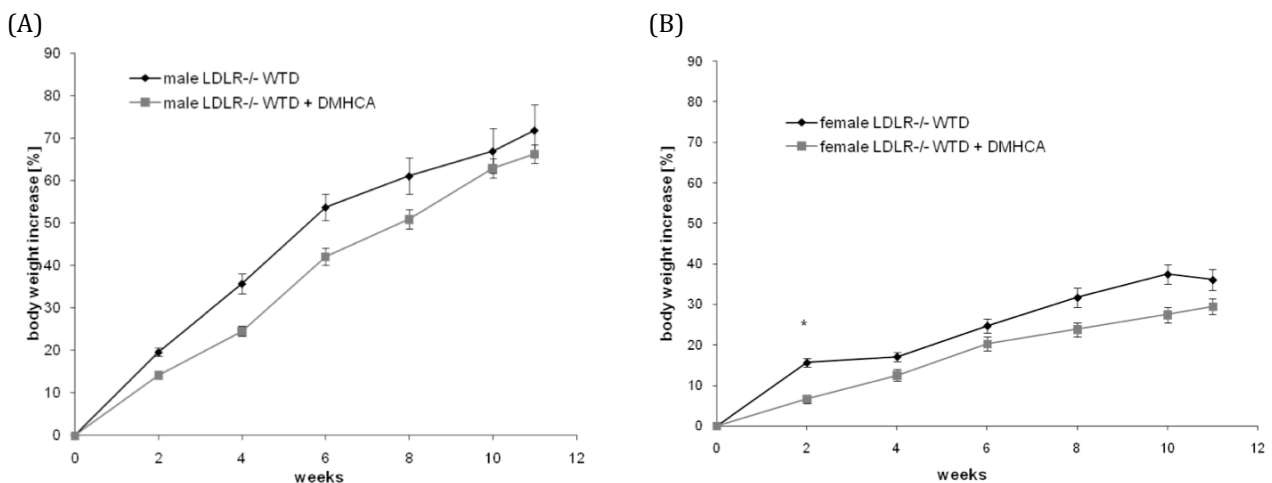 (A)
90
80
70
60
50
40
30
20
10
0
body weight increase [%]
male LDLR-/- WTD
male LDLR-/- WTD + DMHCA
0 2 4 6 8 10 12
weeks
(B)
90
80
70
60
50
40
30
20
10
0
body weight increase [%]
female LDLR-/- WTD
female LDLR-/- WTD + DMHCA
*
0 2 4 6 8 10 12
weeks